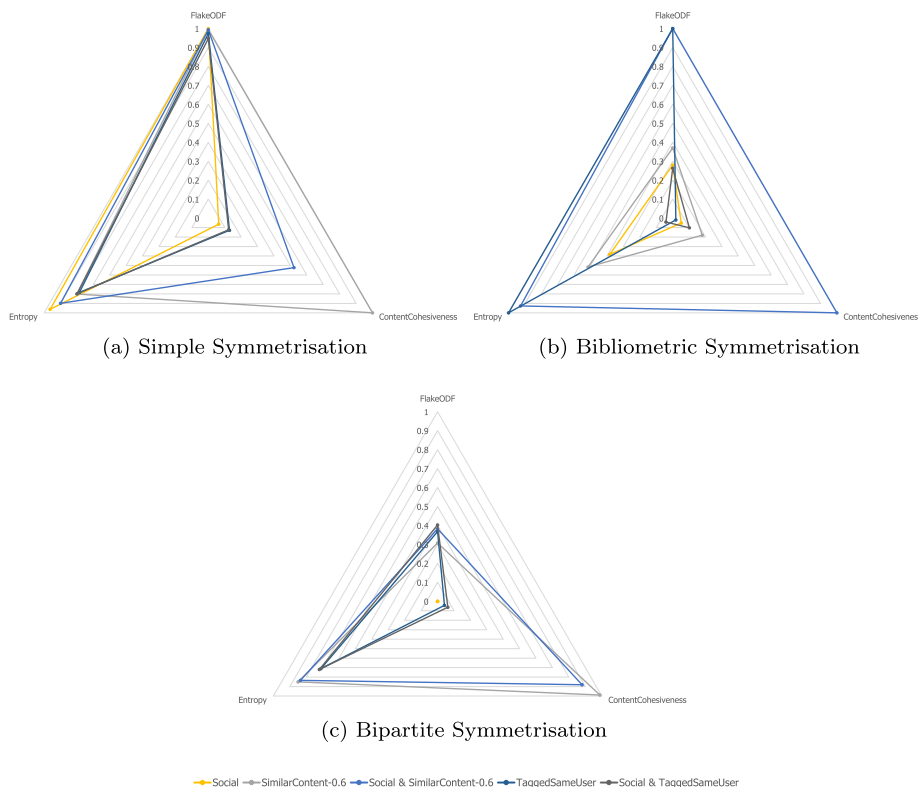 FlakeODF
1
0.9
0.8
0.7
0.6
0.5
0.4
0.3
0.2
0.1
0
Entropy
ContentCohesiveness
(a) Simple Symmetrisation
FlakeODF
1
0.9
0.8
0.7
0.6
0.5
0.4
0.3
0.2
0.1
0
Entropy
ContentCohesiveness
(b) Bibliometric Symmetrisation
FlakeODF
1
0.9
0.8
0.7
0.6
0.5
0.4
0.3
0.2
0.1
0
Entropy
ContentCohesiveness
(c) Bipartite Symmetrisation
Social SimilarContent-0.6 Social & SimilarContent-0.6 TaggedSameUser Social & TaggedSameUser